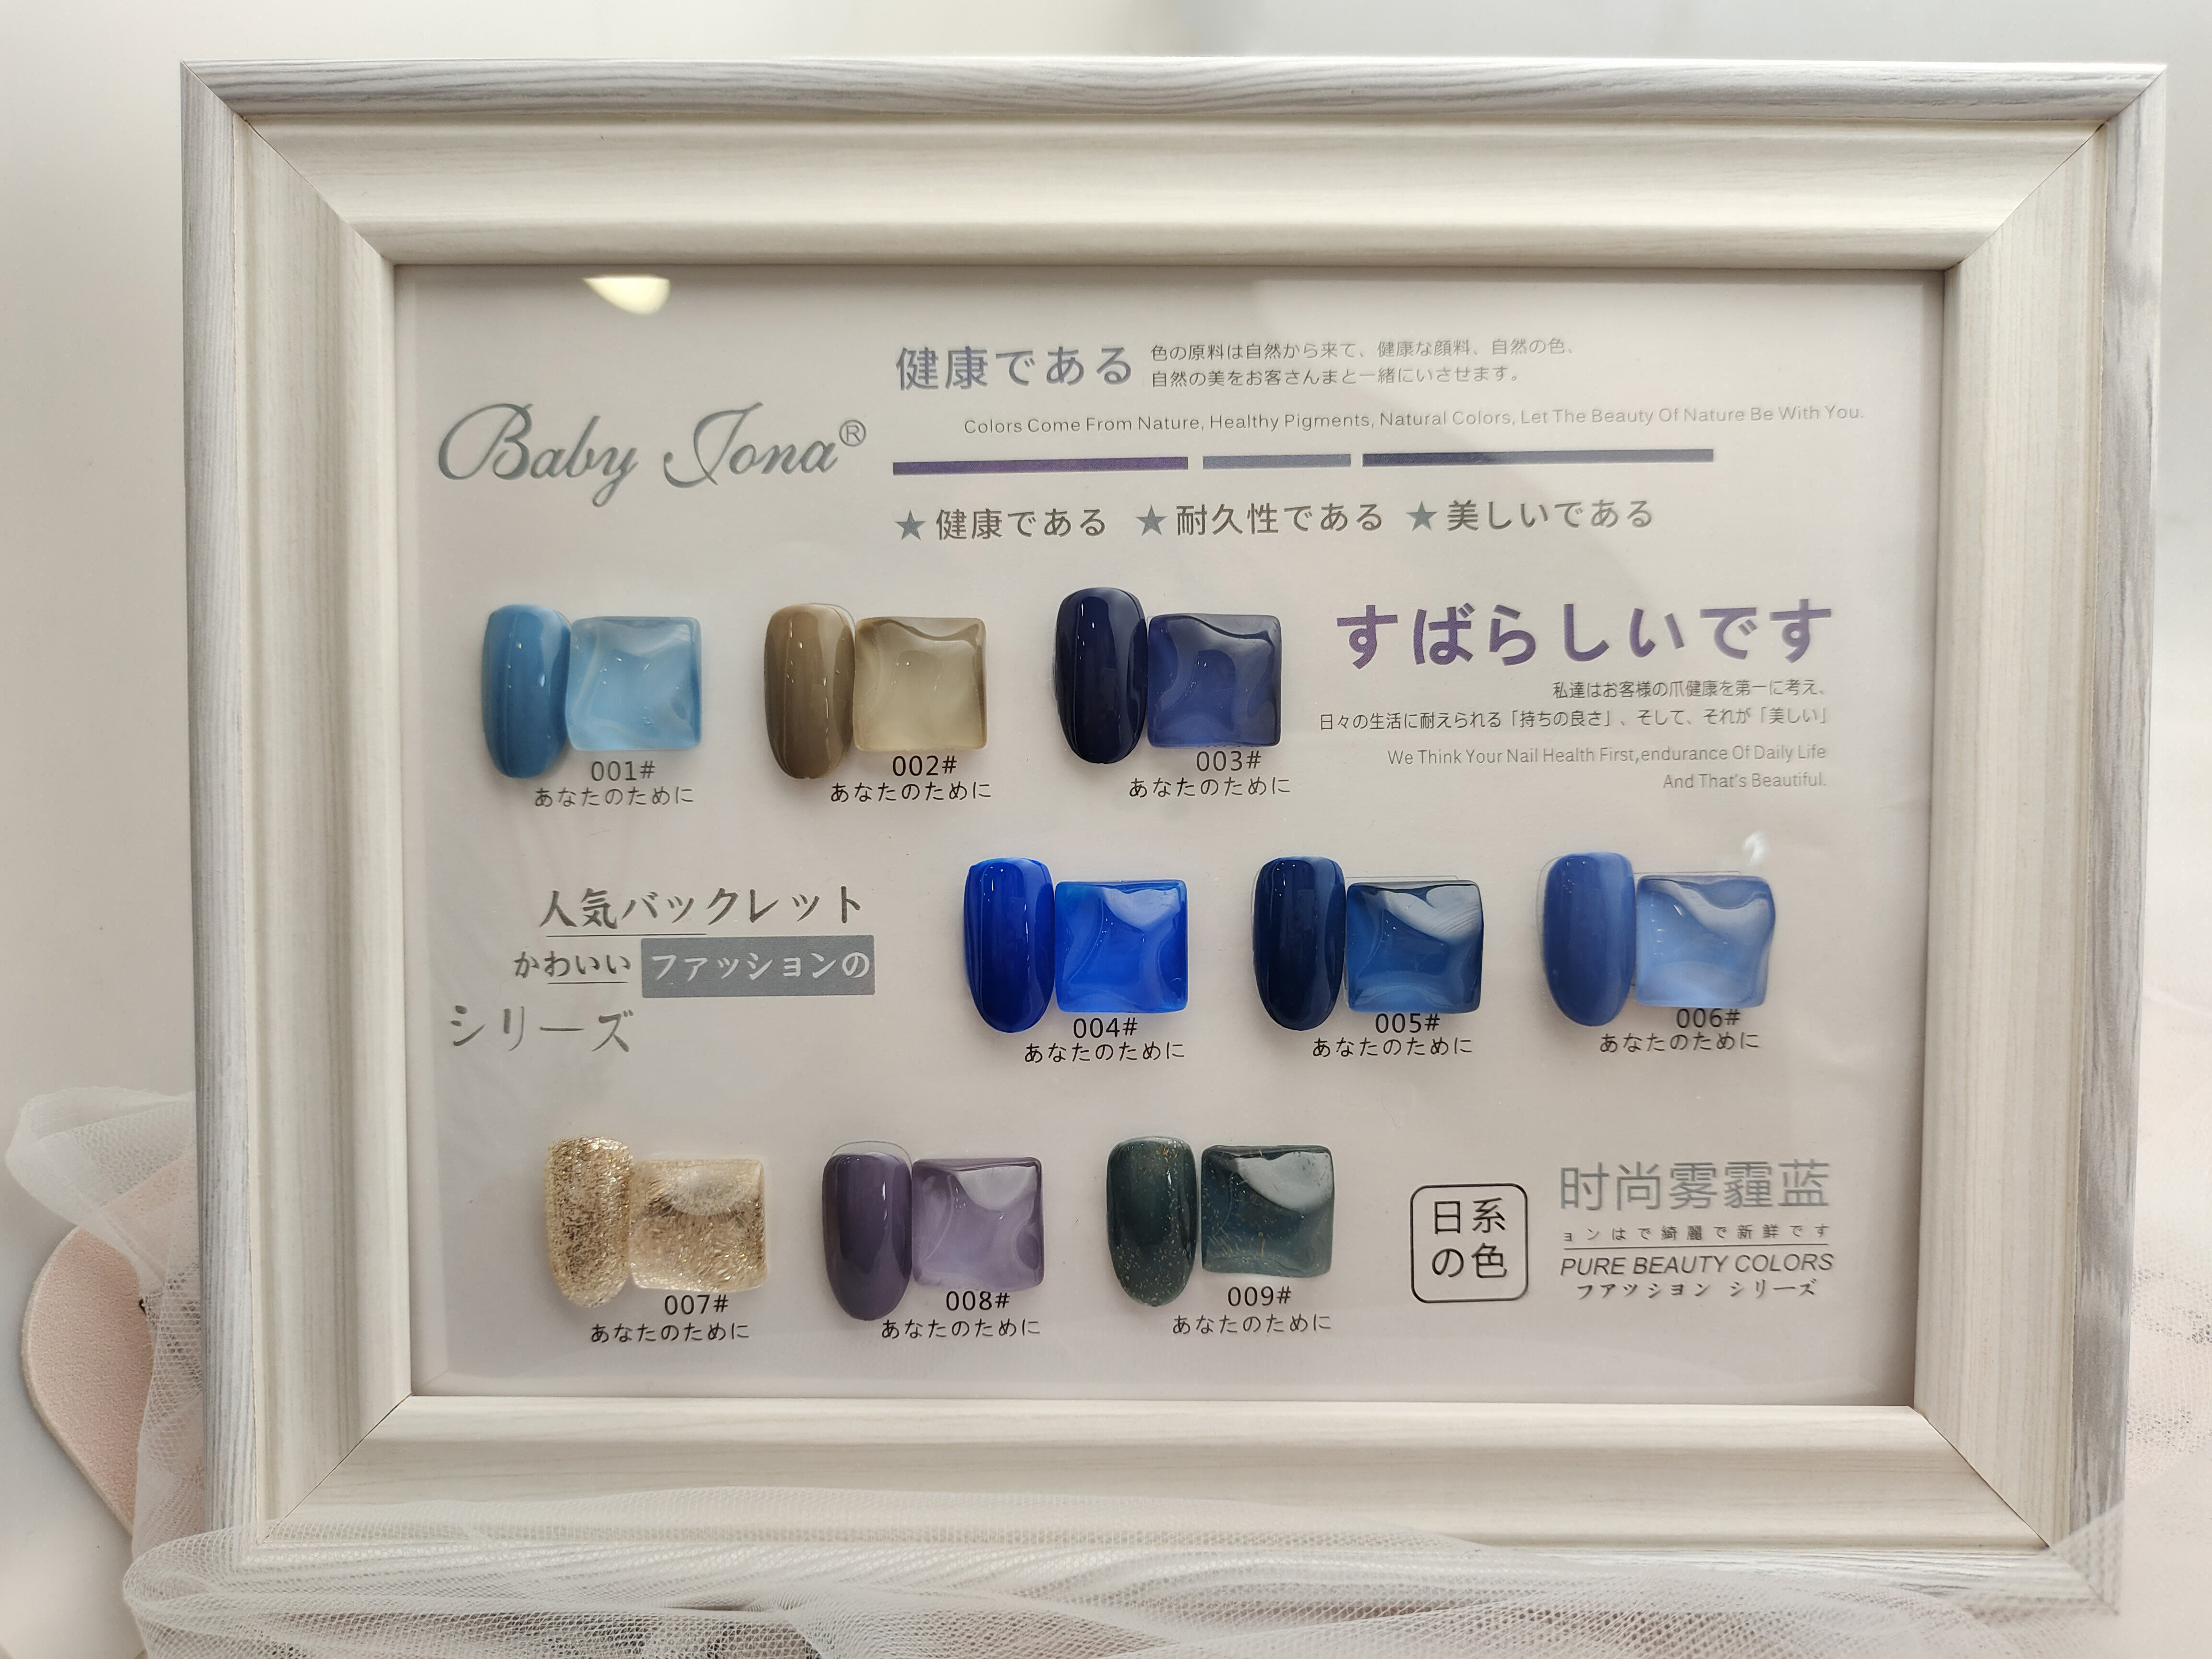 健康である
色の原料は自然から来て、健康な顔料、自然の色、
自然の美をお客さんまと一緒にいさせます。
Colors Come From Nature, Healthy Pigments, Natural Colors, Let The Beauty Of Nature Be With You.
Baby Jona®
★健康である ★耐久性である ★美しいである
001#
あなたのために
002#
あなたのために
003#
あなたのために
すばらしいです
私達はお客様の爪健康を第一に考え、
日々の生活に耐えられる「持ちの良さ」、そして、それが「美しい」
We Think Your Nail Health First,endurance Of Daily Life
And That's Beautiful.
人気バックレット
かわいい ファッションの
シリーズ
004#
あなたのために
005#
あなたのために
006#
あなたのために
007#
あなたのために
008#
あなたのために
009#
あなたのために
日系
の色
时尚雾霾蓝
ョンはで綺麗で新鮮です
PURE BEAUTY COLORS
フアツシヨン シリーズ